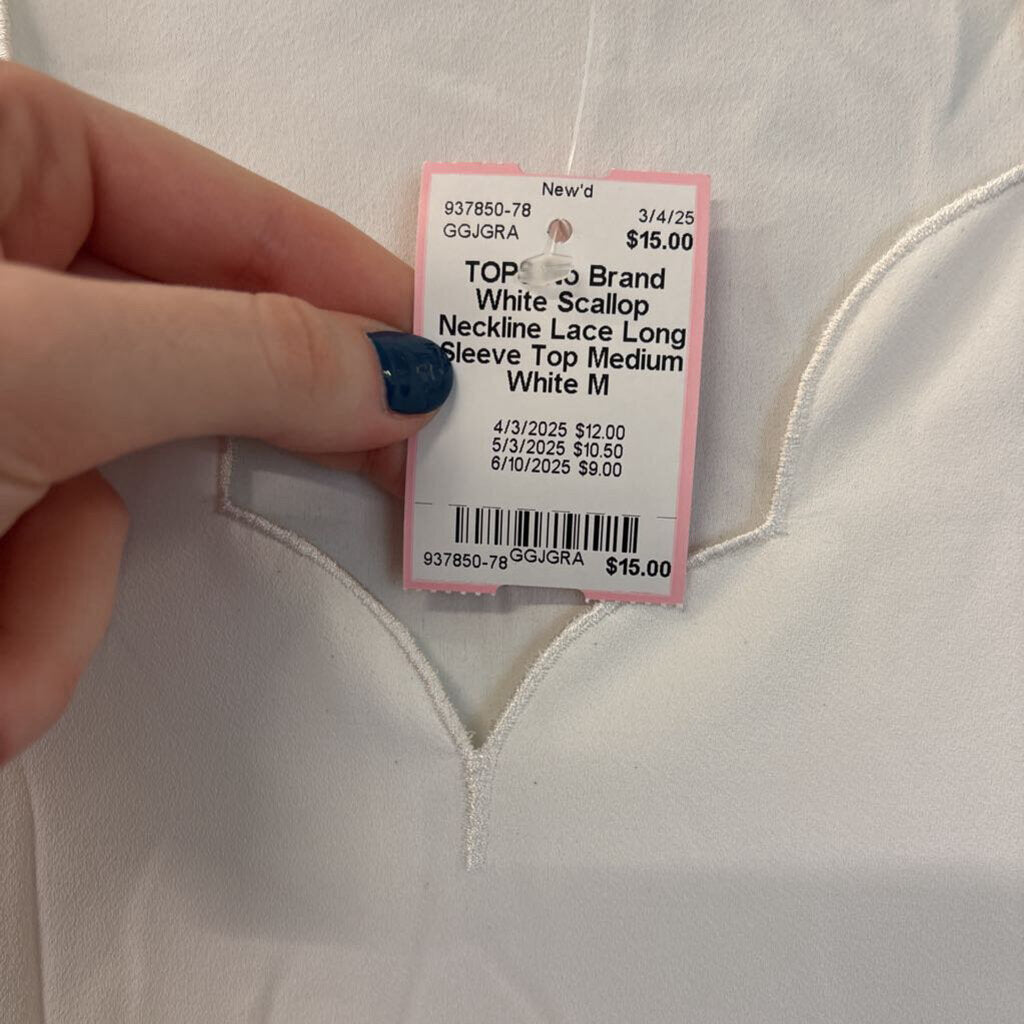 New'd
937850-78 3/4/25
GGJGRA $15.00
Brand
White Scallop
Neckline Lace Long
Sleeve Top Medium
White M
4/3/2025 $12.00
5/3/2025 $10.50
6/10/2025 $9.00
937850-78 GGJGRA $15.00